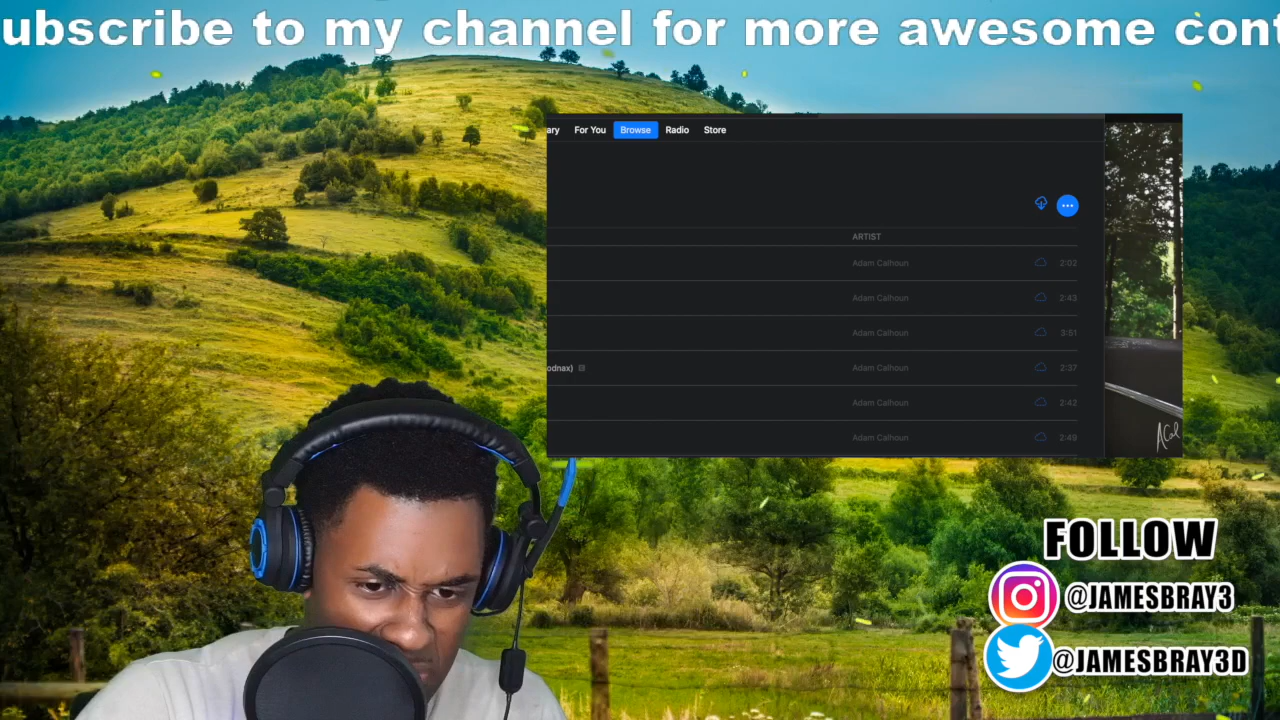 ubscribe to my channel for more awesome cont
ary For You Browse Radio Store
ARTIST
Adam Calhoun 2:02
Adam Calhoun 2:43
Adam Calhoun 3:51
odnax) Adam Calhoun 2:37
Adam Calhoun 2:42
Adam Calhoun 2:49
ACal
FOLLOW
@JAMESBRAY3
@JAMESBRAY3D